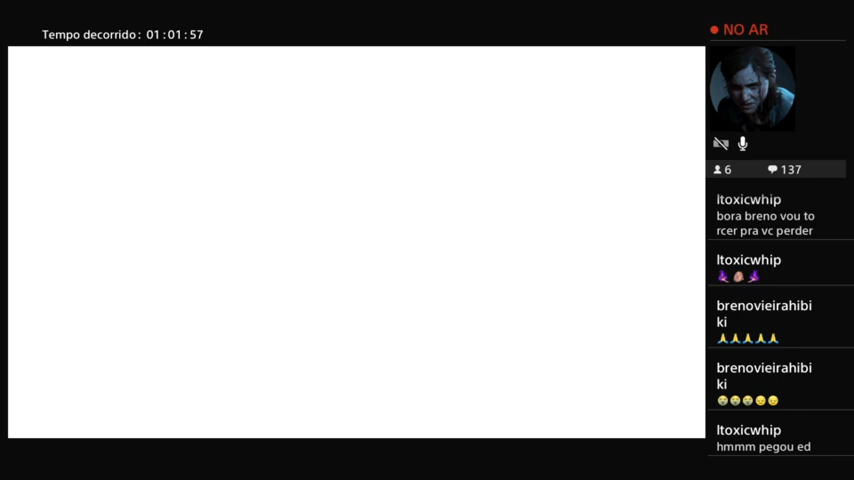 Tempo decorrido: 01:01:57
NO AR
6
137
ltoxicwhip
bora breno vou to
rcer pra vc perder
ltoxicwhip
brenovieirahibi
ki
🙏🙏🙏🙏🙏
brenovieirahibi
ki
😭😭😭😞😞
ltoxicwhip
hmmm pegou ed